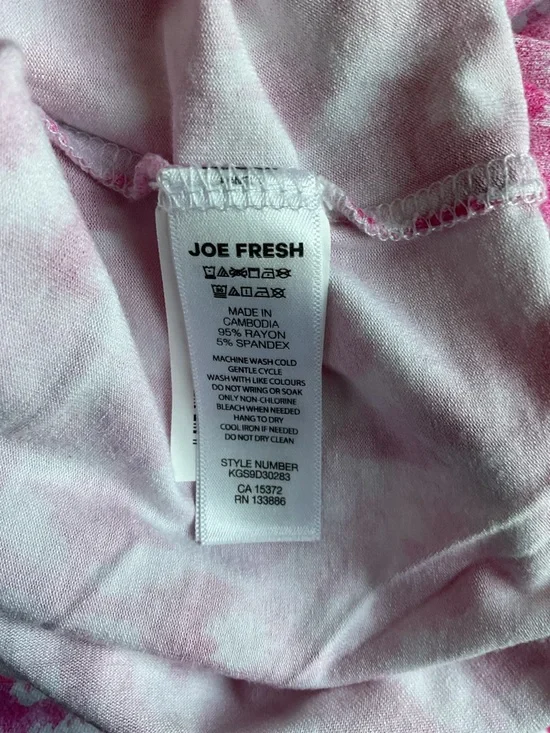 JOE FRESH
MADE IN
CAMBODIA
95% RAYON
5% SPANDEX
MACHINE WASH COLD
GENTLE CYCLE
WASH WITH LIKE COLOURS
DO NOT WRING OR SOAK
ONLY NON-CHLORINE
BLEACH WHEN NEEDED
HANG TO DRY
COOL IRON IF NEEDED
DO NOT DRY CLEAN
STYLE NUMBER
KGS9D30283
CA 15372
RN 133886